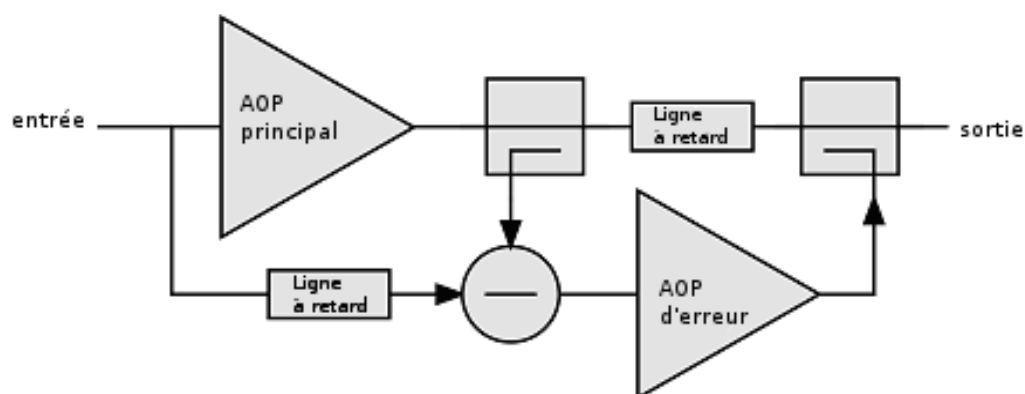 AOP
principal
entrée
Ligne
à retard
sortie
Ligne
à retard
AOP
d'erreur